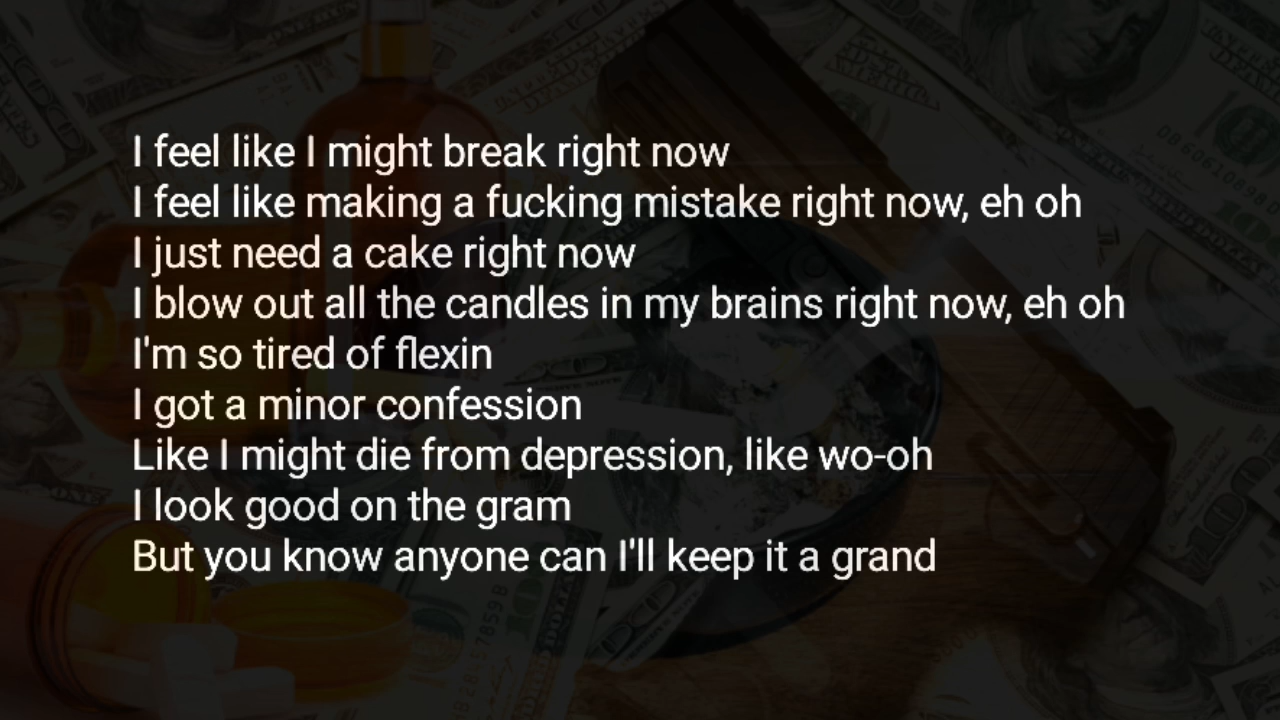 I feel like I might break right now
I feel like making a fucking mistake right now, eh oh
I just need a cake right now
I blow out all the candles in my brains right now, eh oh
I'm so tired of flexin
I got a minor confession
Like I might die from depression, like wo-oh
I look good on the gram
But you know anyone can I'll keep it a grand